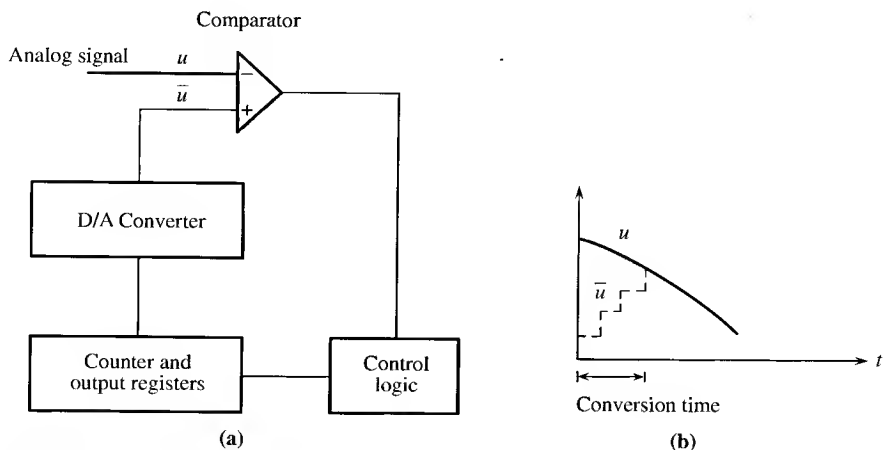 Comparator
Analog signal
u
−
ū
+
D/A Converter
Counter and
output registers
Control
logic
(a)
u
ū
t
Conversion time
(b)